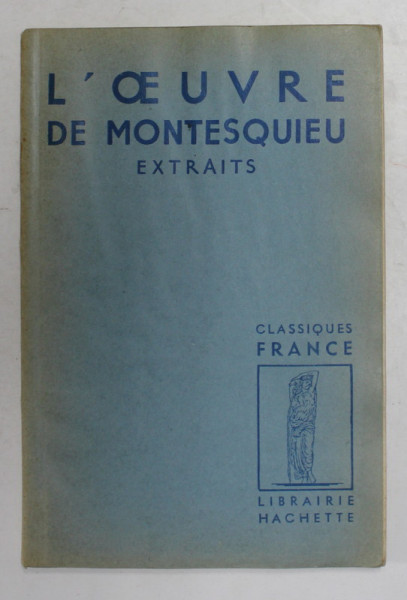 L'ŒUVRE
DE MONTESQUIEU
EXTRAITS
CLASSIQUES
FRANCE
LIBRAIRIE
HACHETTE